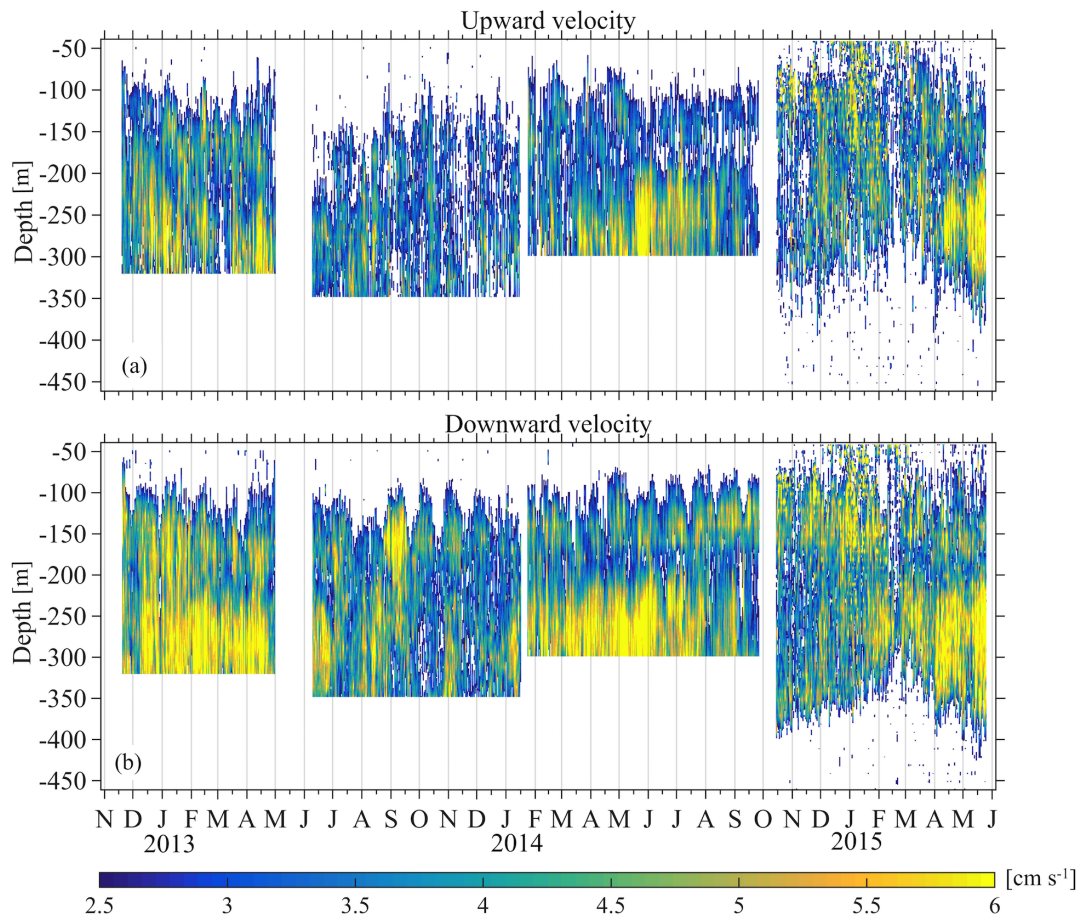 Upward velocity
-50
-100
-150
-200
-250
-300
-350
-400
-450
Depth [m]
(a)
Downward velocity
-50
-100
-150
-200
-250
-300
-350
-400
-450
Depth [m]
(b)
N D J F M A M J J A S O N D J F M A M J J A S O N D J F M A M J
2013 2014 2015
2.5 3 3.5 4 4.5 5 5.5 6 [cm s⁻¹]